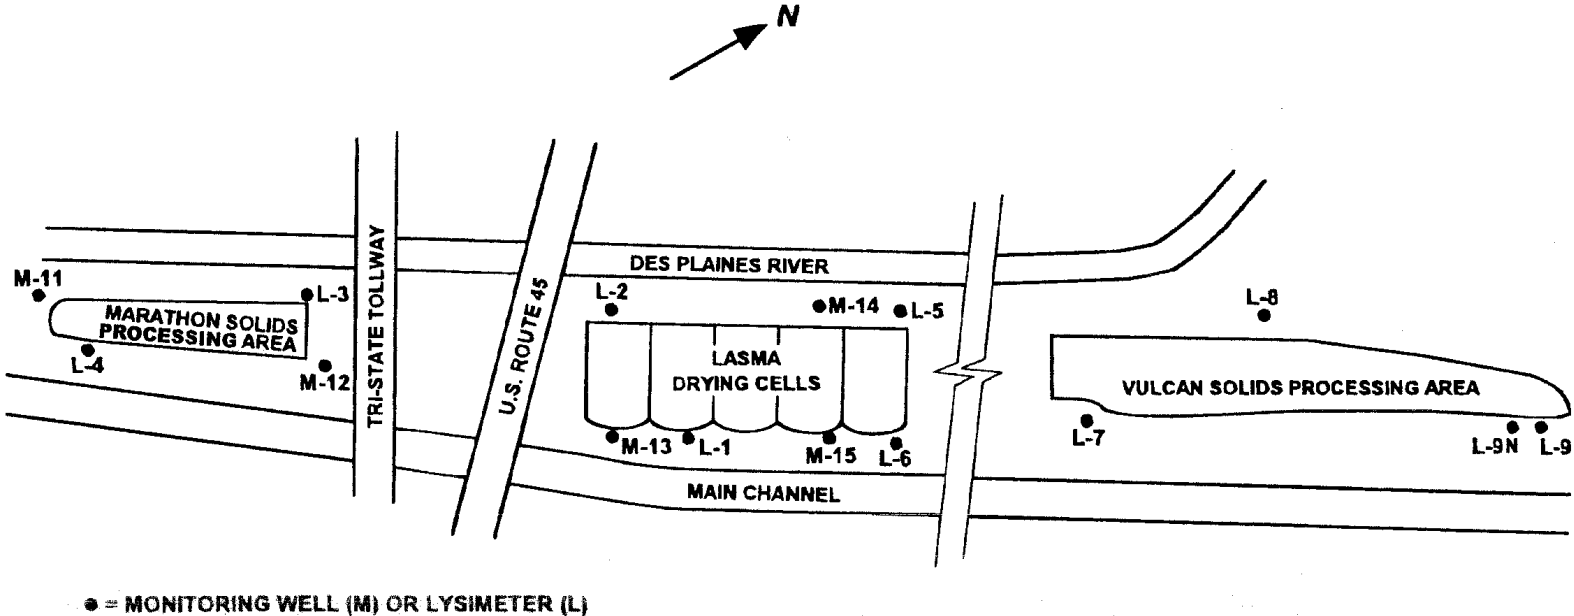 N
TRI-STATE TOLLWAY
U.S. ROUTE 45
DES PLAINES RIVER
M-11
L-3
MARATHON SOLIDS
PROCESSING AREA
L-4
M-12
L-2
M-14
L-5
LASMA
DRYING CELLS
M-13
L-1
M-15
L-6
L-8
VULCAN SOLIDS PROCESSING AREA
L-7
L-9N
L-9
MAIN CHANNEL
● = MONITORING WELL (M) OR LYSIMETER (L)